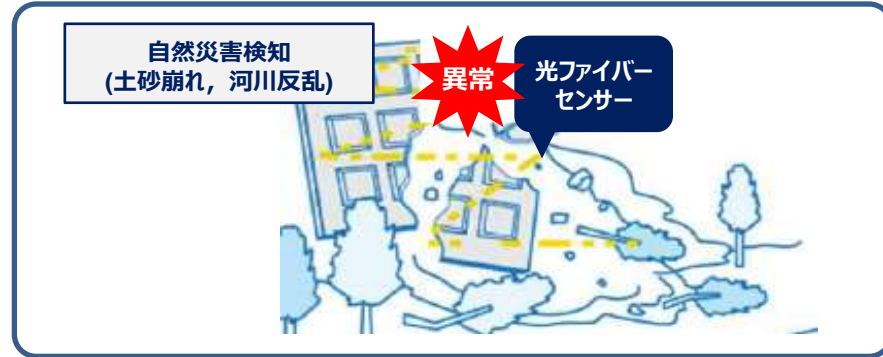 自然災害検知
(土砂崩れ，河川反乱)
異常
光ファイバー
センサー